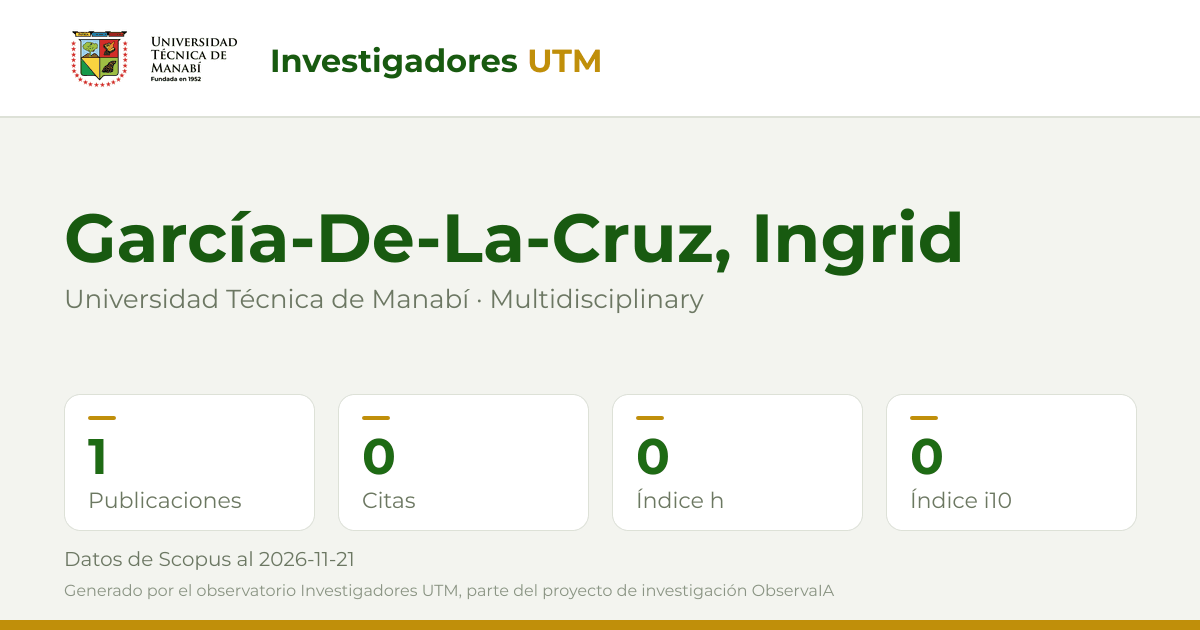 UNIVERSIDAD
TÉCNICA DE
MANABÍ
Fundada en 1952
Investigadores UTM
García-De-La-Cruz, Ingrid
Universidad Técnica de Manabí · Multidisciplinary
1
Publicaciones
0
Citas
0
Índice h
0
Índice i10
Datos de Scopus al 2026-11-21
Generado por el observatorio Investigadores UTM, parte del proyecto de investigación ObservaIA